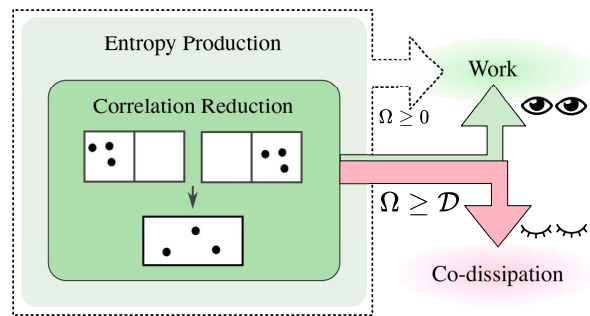 Entropy Production
Correlation Reduction
Work
Ω ≥ 0
Ω ≥ 𝒟
Co-dissipation